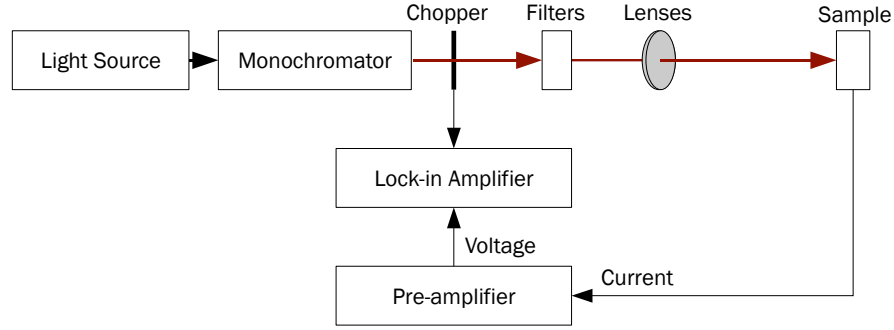 Chopper
Filters
Lenses
Sample
Light Source
Monochromator
Lock-in Amplifier
Voltage
Current
Pre-amplifier